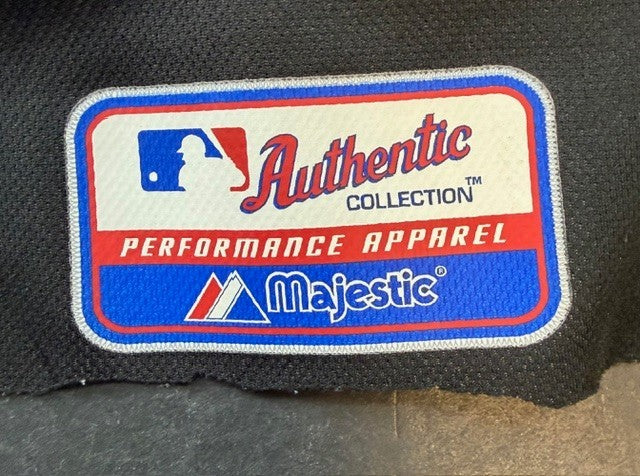 Authentic
COLLECTION™
PERFORMANCE APPAREL
Majestic®